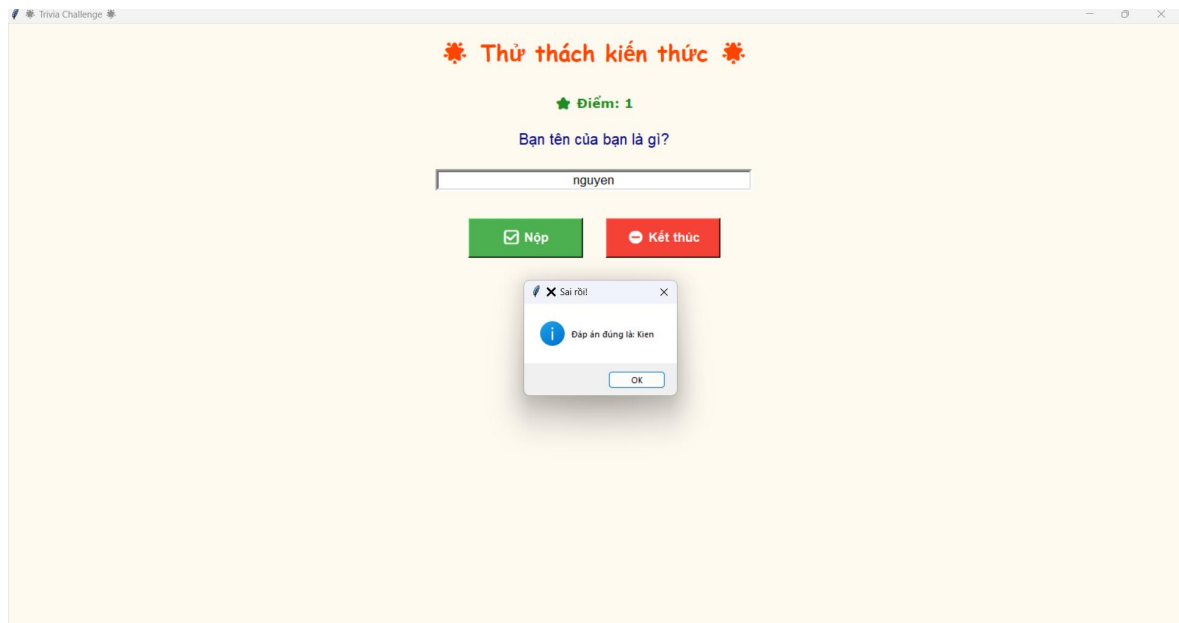 Trivia Challenge
Thử thách kiến thức
Điểm: 1
Bạn tên của bạn là gì?
nguyen
Nộp
Kết thúc
Sai rồi!
Đáp án đúng là: Kien
OK